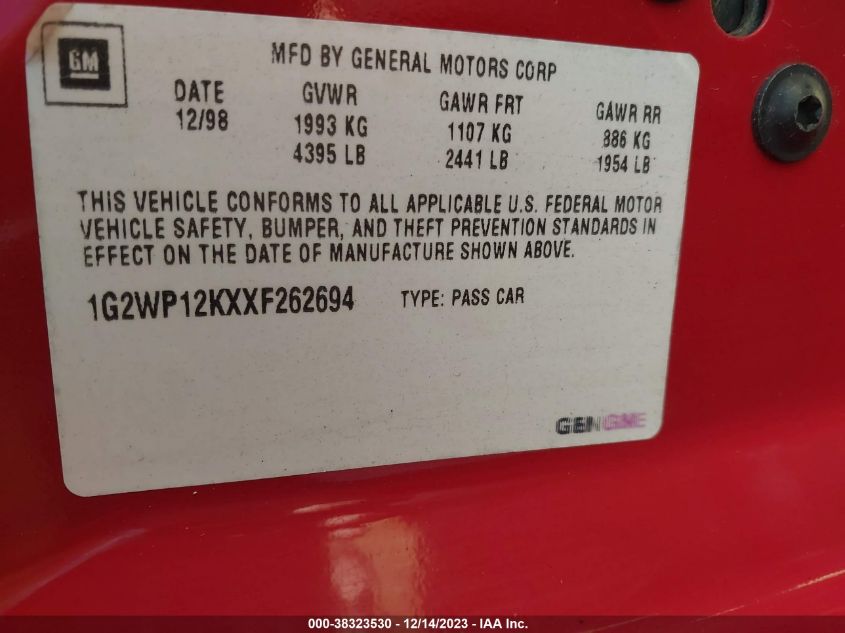 GM
MFD BY GENERAL MOTORS CORP
DATE GVWR GAWR FRT GAWR RR
12/98 1993 KG 1107 KG 886 KG
4395 LB 2441 LB 1954 LB
THIS VEHICLE CONFORMS TO ALL APPLICABLE U.S. FEDERAL MOTOR
VEHICLE SAFETY, BUMPER, AND THEFT PREVENTION STANDARDS IN
EFFECT ON THE DATE OF MANUFACTURE SHOWN ABOVE.
1G2WP12KXXF262694 TYPE: PASS CAR
000-38323530 - 12/14/2023 - IAA Inc.